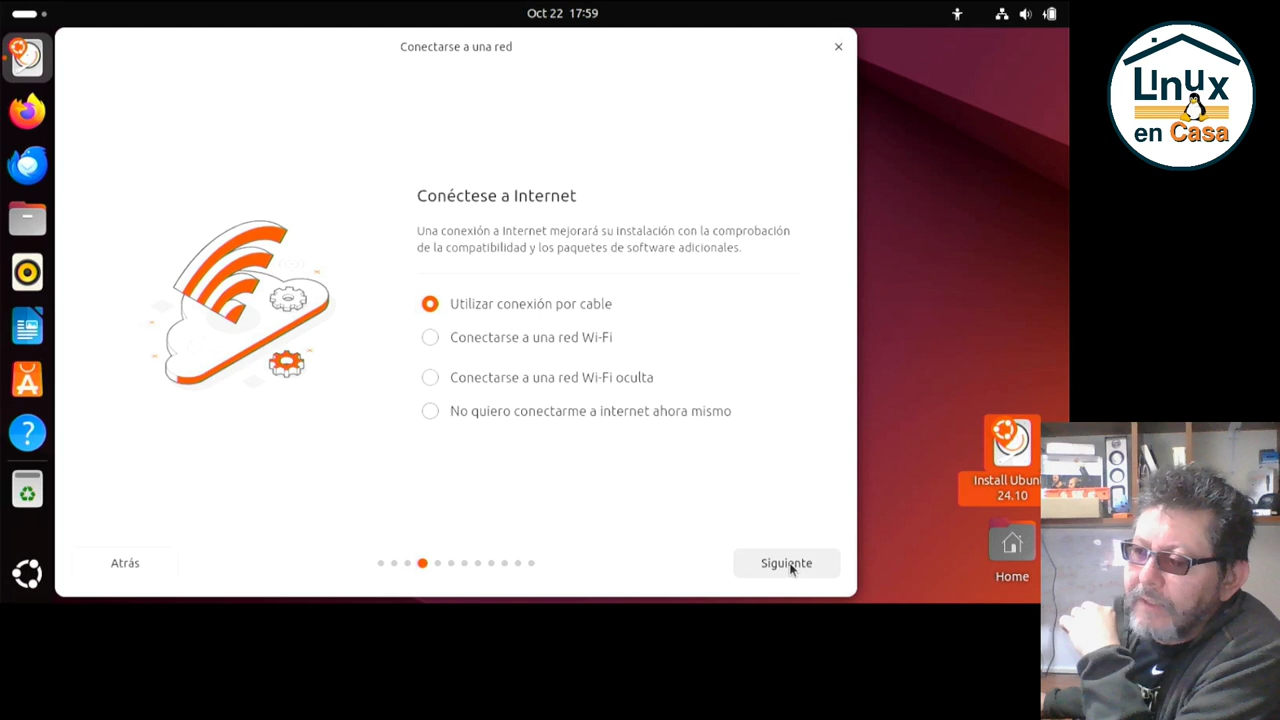 Oct 22 17:59
Conectarse a una red
Conéctese a Internet
Una conexión a Internet mejorará su instalación con la comprobación
de la compatibilidad y los paquetes de software adicionales.
Utilizar conexión por cable
Conectarse a una red Wi-Fi
Conectarse a una red Wi-Fi oculta
No quiero conectarme a internet ahora mismo
Atrás
Siguiente
Install Ubun
24.10
Home
Linux
en Casa